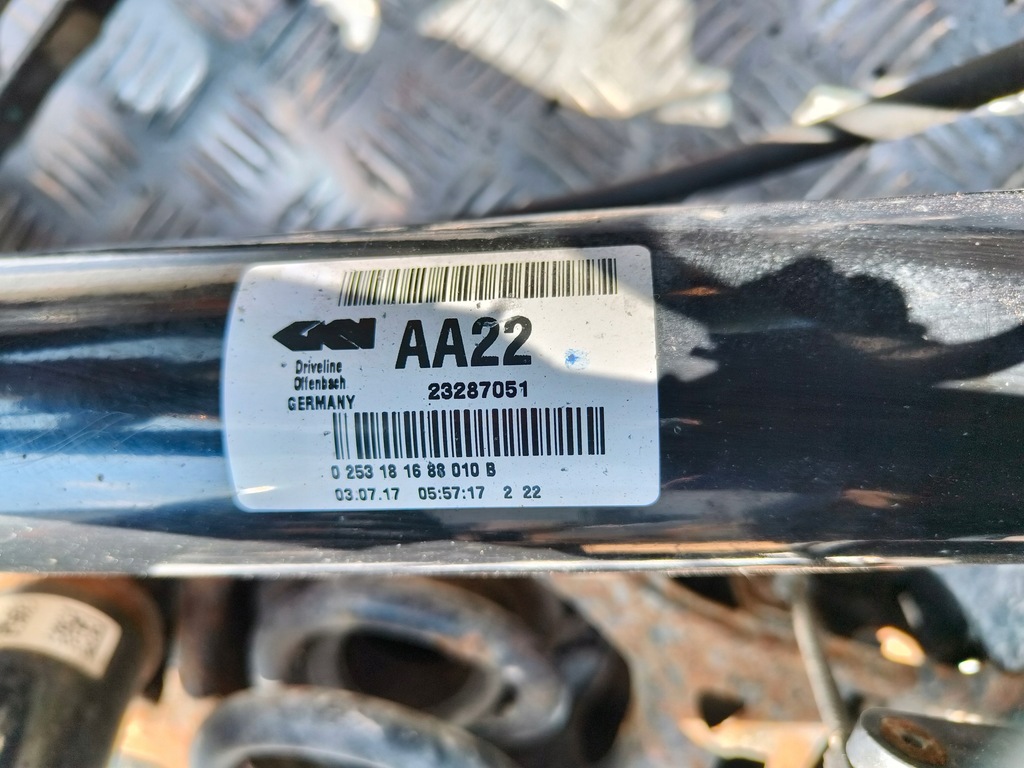 GKN AA22
Driveline
Offenbach
GERMANY
23287051
0 253 18 16 88 010 B
03.07.17 05:57:17 2 22